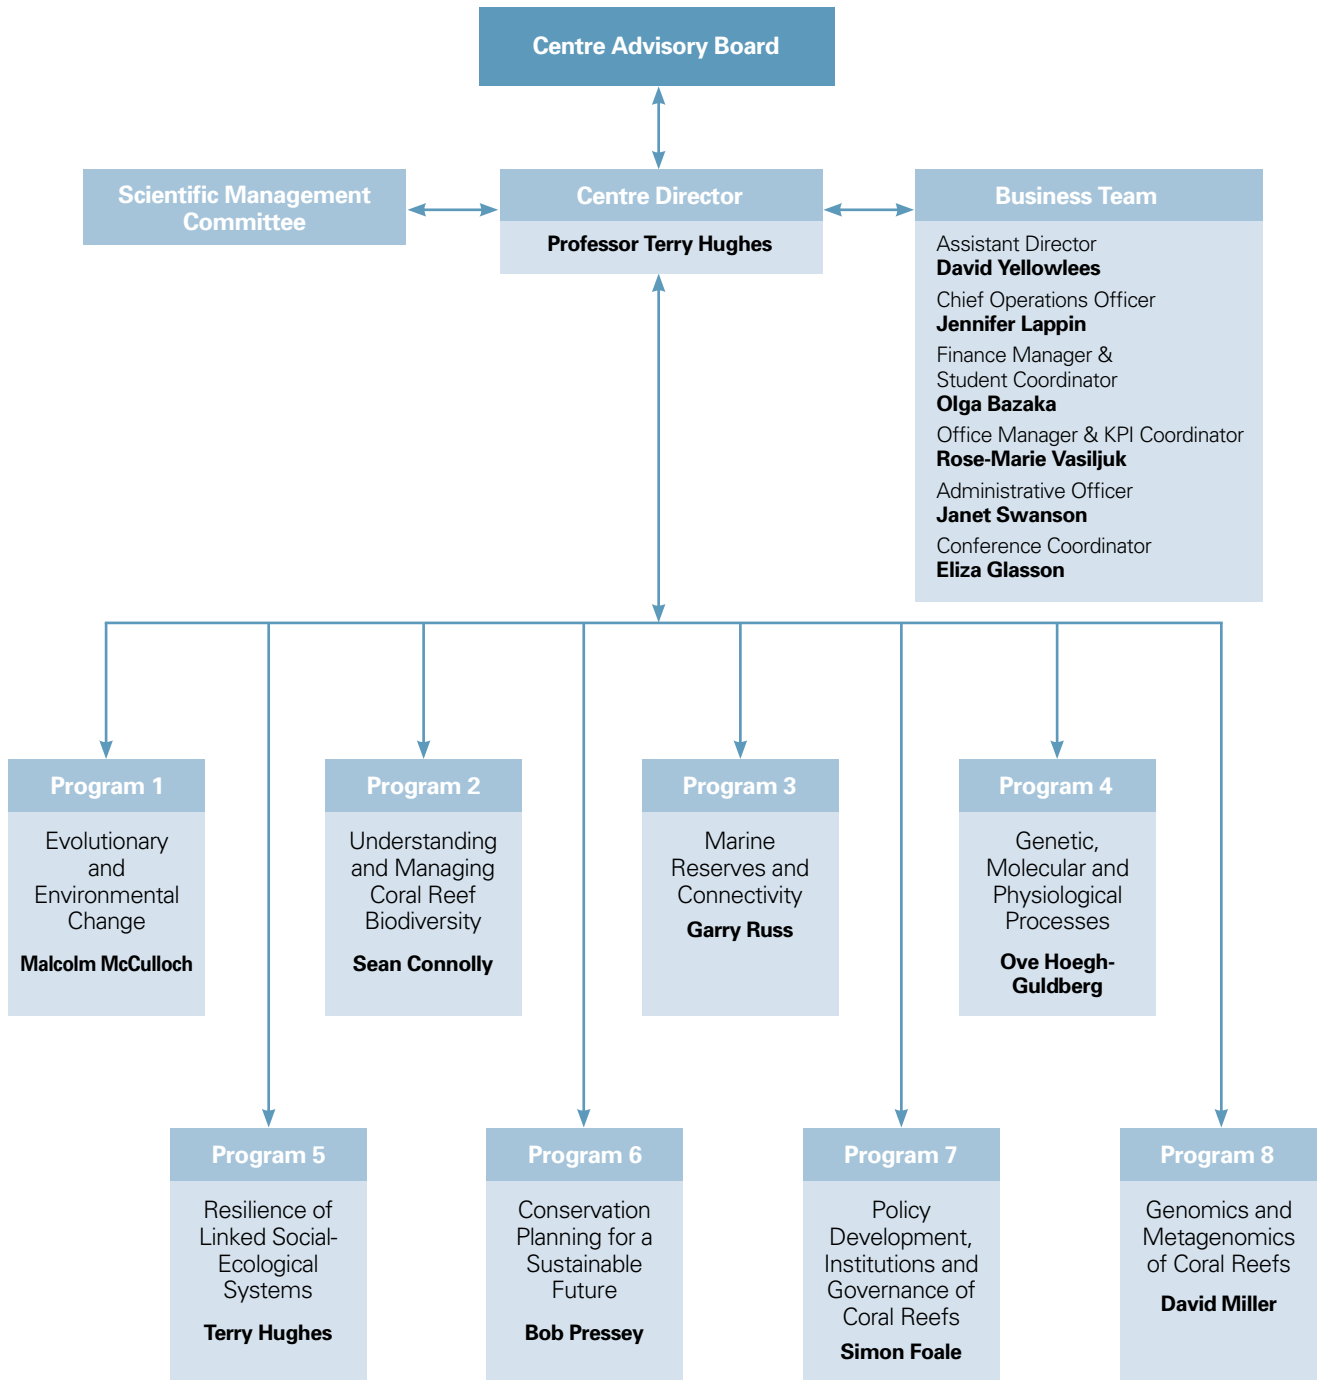 Centre Advisory Board
Scientific Management
Committee
Centre Director
Professor Terry Hughes
Business Team
Assistant Director
David Yellowlees
Chief Operations Officer
Jennifer Lappin
Finance Manager &
Student Coordinator
Olga Bazaka
Office Manager & KPI Coordinator
Rose-Marie Vasiljuk
Administrative Officer
Janet Swanson
Conference Coordinator
Eliza Glasson
Program 1
Evolutionary
and
Environmental
Change
Malcolm McCulloch
Program 2
Understanding
and Managing
Coral Reef
Biodiversity
Sean Connolly
Program 3
Marine
Reserves and
Connectivity
Garry Russ
Program 4
Genetic,
Molecular and
Physiological
Processes
Ove Hoegh-
Guldberg
Program 5
Resilience of
Linked Social-
Ecological
Systems
Terry Hughes
Program 6
Conservation
Planning for a
Sustainable
Future
Bob Pressey
Program 7
Policy
Development,
Institutions and
Governance of
Coral Reefs
Simon Foale
Program 8
Genomics and
Metagenomics
of Coral Reefs
David Miller